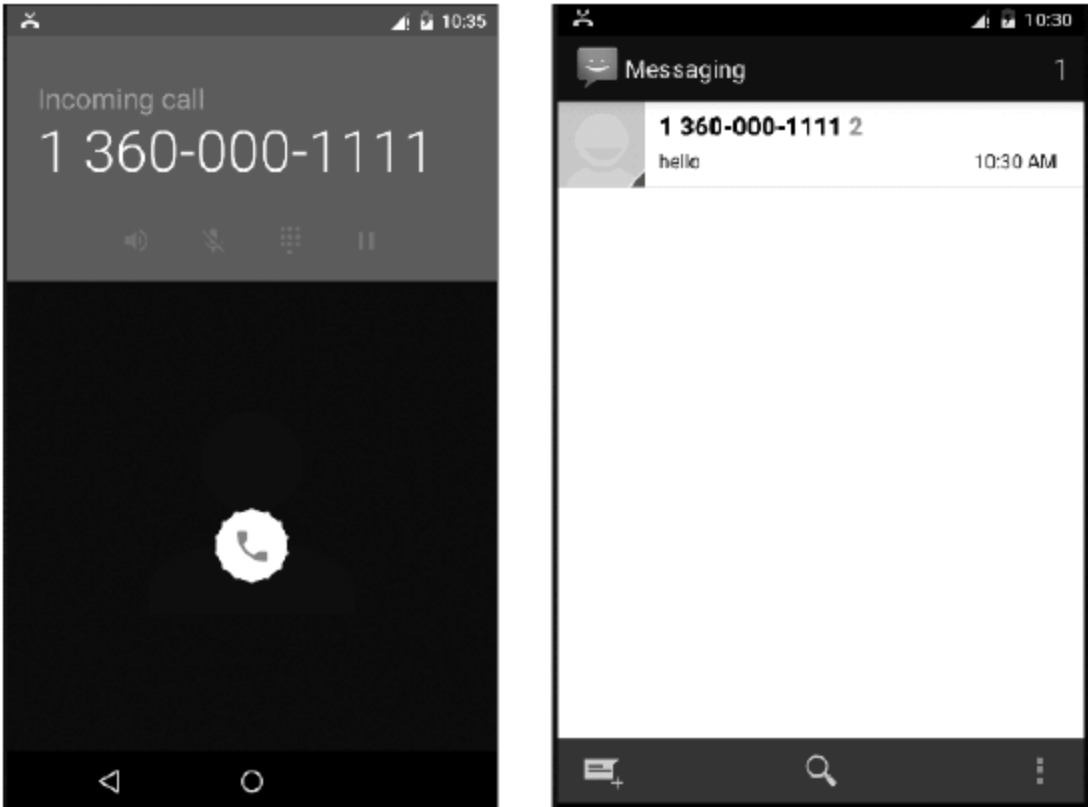 10:35
Incoming call
1 360-000-1111
10:30
Messaging 1
1 360-000-1111 2
hello 10:30 AM